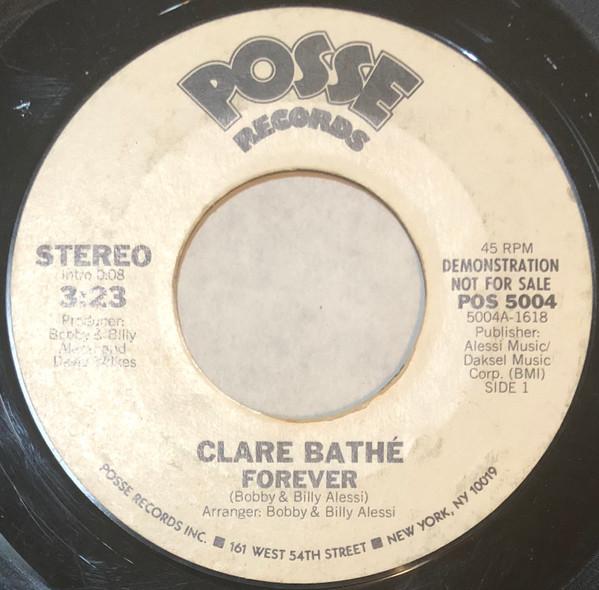 POSSE
RECORDS
STEREO
Intro 0:08
3:23
Producer:
Bobby & Billy
and
45 RPM
DEMONSTRATION
NOT FOR SALE
POS 5004
5004A-1618
Publisher:
Alessi Music/
Daksel Music
Corp. (BMI)
SIDE 1
CLARE BATHÉ
FOREVER
(Bobby & Billy Alessi)
Arranger: Bobby & Billy Alessi
POSSE RECORDS INC. ■ 161 WEST 54TH STREET ■ NEW YORK, NY 10019